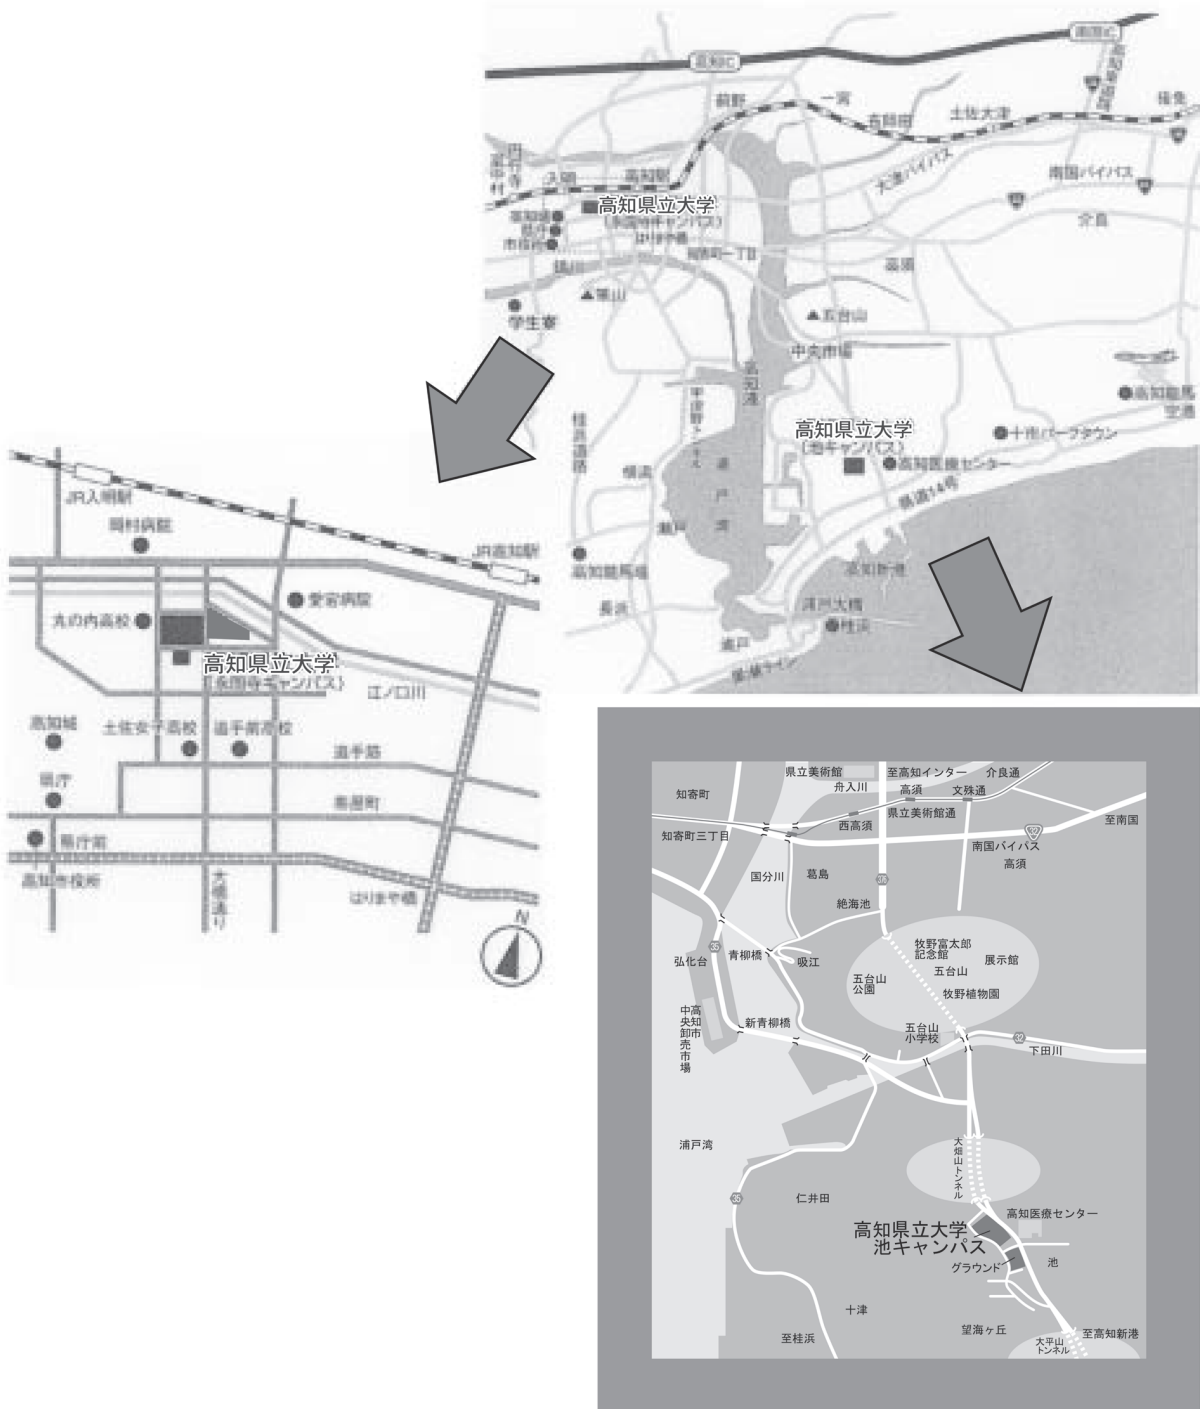 高知IC
南国IC
薊野
一宮
土佐大津
後免
大津バイパス
南国バイパス
円行寺
入明
高知駅
高知県立大学
(永国寺キャンパス)
はりまや橋
高知城
県庁
市役所
介良
高須
鏡川
筆山
学生寮
五台山
中央市場
高知港
高知龍馬
空港
桂浜道路
宇津野トンネル
高知県立大学
(池キャンパス)
高知医療センター
十市パークタウン
県道14号
横浜
瀬戸
浦戸湾
高知新港
長浜
浦戸大橋
桂浜
浦戸
JR入明駅
岡村病院
JR高知駅
愛宕病院
丸の内高校
高知県立大学
(永国寺キャンパス)
江ノ口川
高知城
土佐女子高校
追手前高校
追手筋
県庁
帯屋町
県庁前
高知市役所
大橋通り
はりまや橋
N
県立美術館
舟入川
至高知インター
介良通
知寄町
高須
文殊通
県立美術館通
西高須
至南国
知寄町三丁目
32
南国バイパス
高須
国分川
葛島
絶海池
35
弘化台
青柳橋
吸江
牧野富太郎
記念館
展示館
五台山
五台山
公園
牧野植物園
高知市
中央卸売市場
新青柳橋
五台山
小学校
32
下田川
浦戸湾
大畑山トンネル
35
仁井田
高知医療センター
高知県立大学
池キャンパス
グラウンド
池
十津
望海ヶ丘
至桂浜
大平山
トンネル
至高知新港